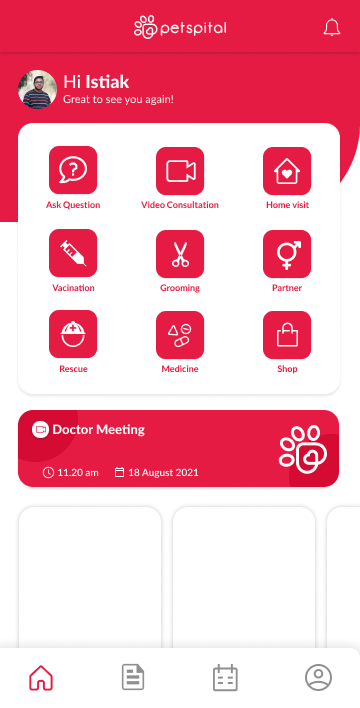 petspital
Hi Istiak
Great to see you again!
Ask Question
Video Consultation
Home visit
Vacination
Grooming
Partner
Rescue
Medicine
Shop
Doctor Meeting
11.20 am
18 August 2021